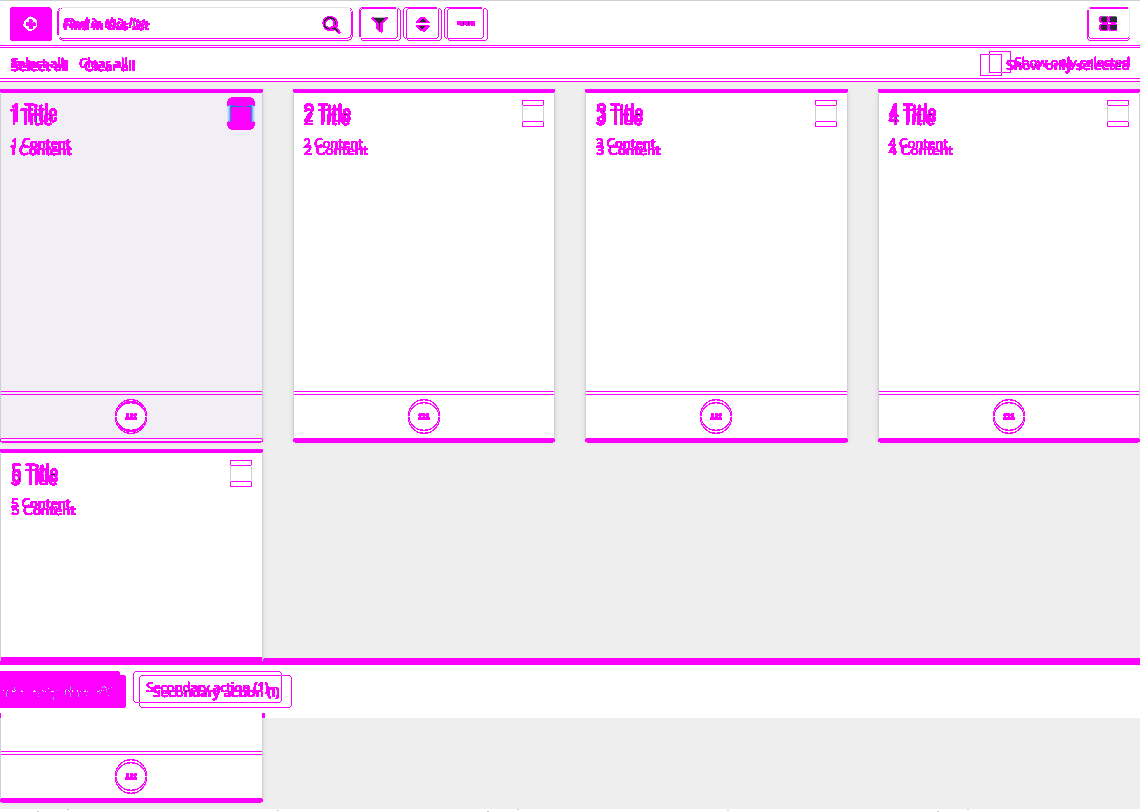 Find in this list
Select all Clear all Show only selected
1 Title 2 Title 3 Title 4 Title
1 Content 2 Content 3 Content 4 Content
5 Title
5 Content
Secondary action (1)